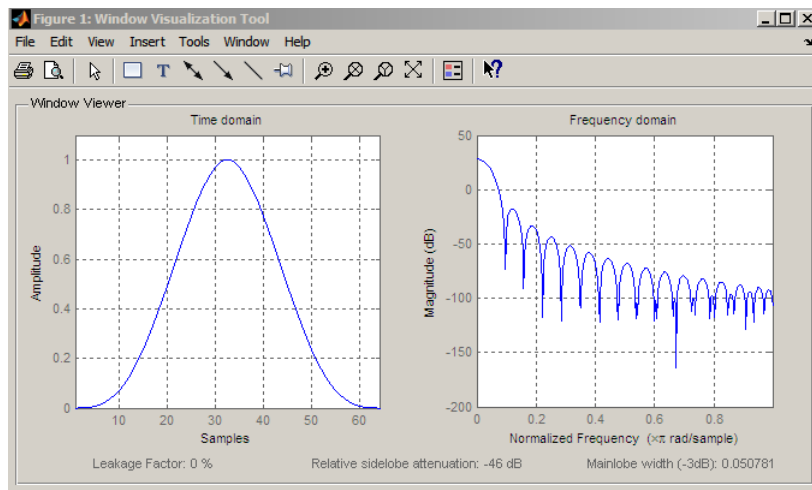 Figure 1: Window Visualization Tool
File Edit View Insert Tools Window Help
T
Window Viewer
Time domain
1
0.8
0.6
0.4
0.2
0
10 20 30 40 50 60
Amplitude
Samples
Frequency domain
50
0
-50
-100
-150
-200
0 0.2 0.4 0.6 0.8
Magnitude (dB)
Normalized Frequency (×π rad/sample)
Leakage Factor: 0 % Relative sidelobe attenuation: -46 dB Mainlobe width (-3dB): 0.050781